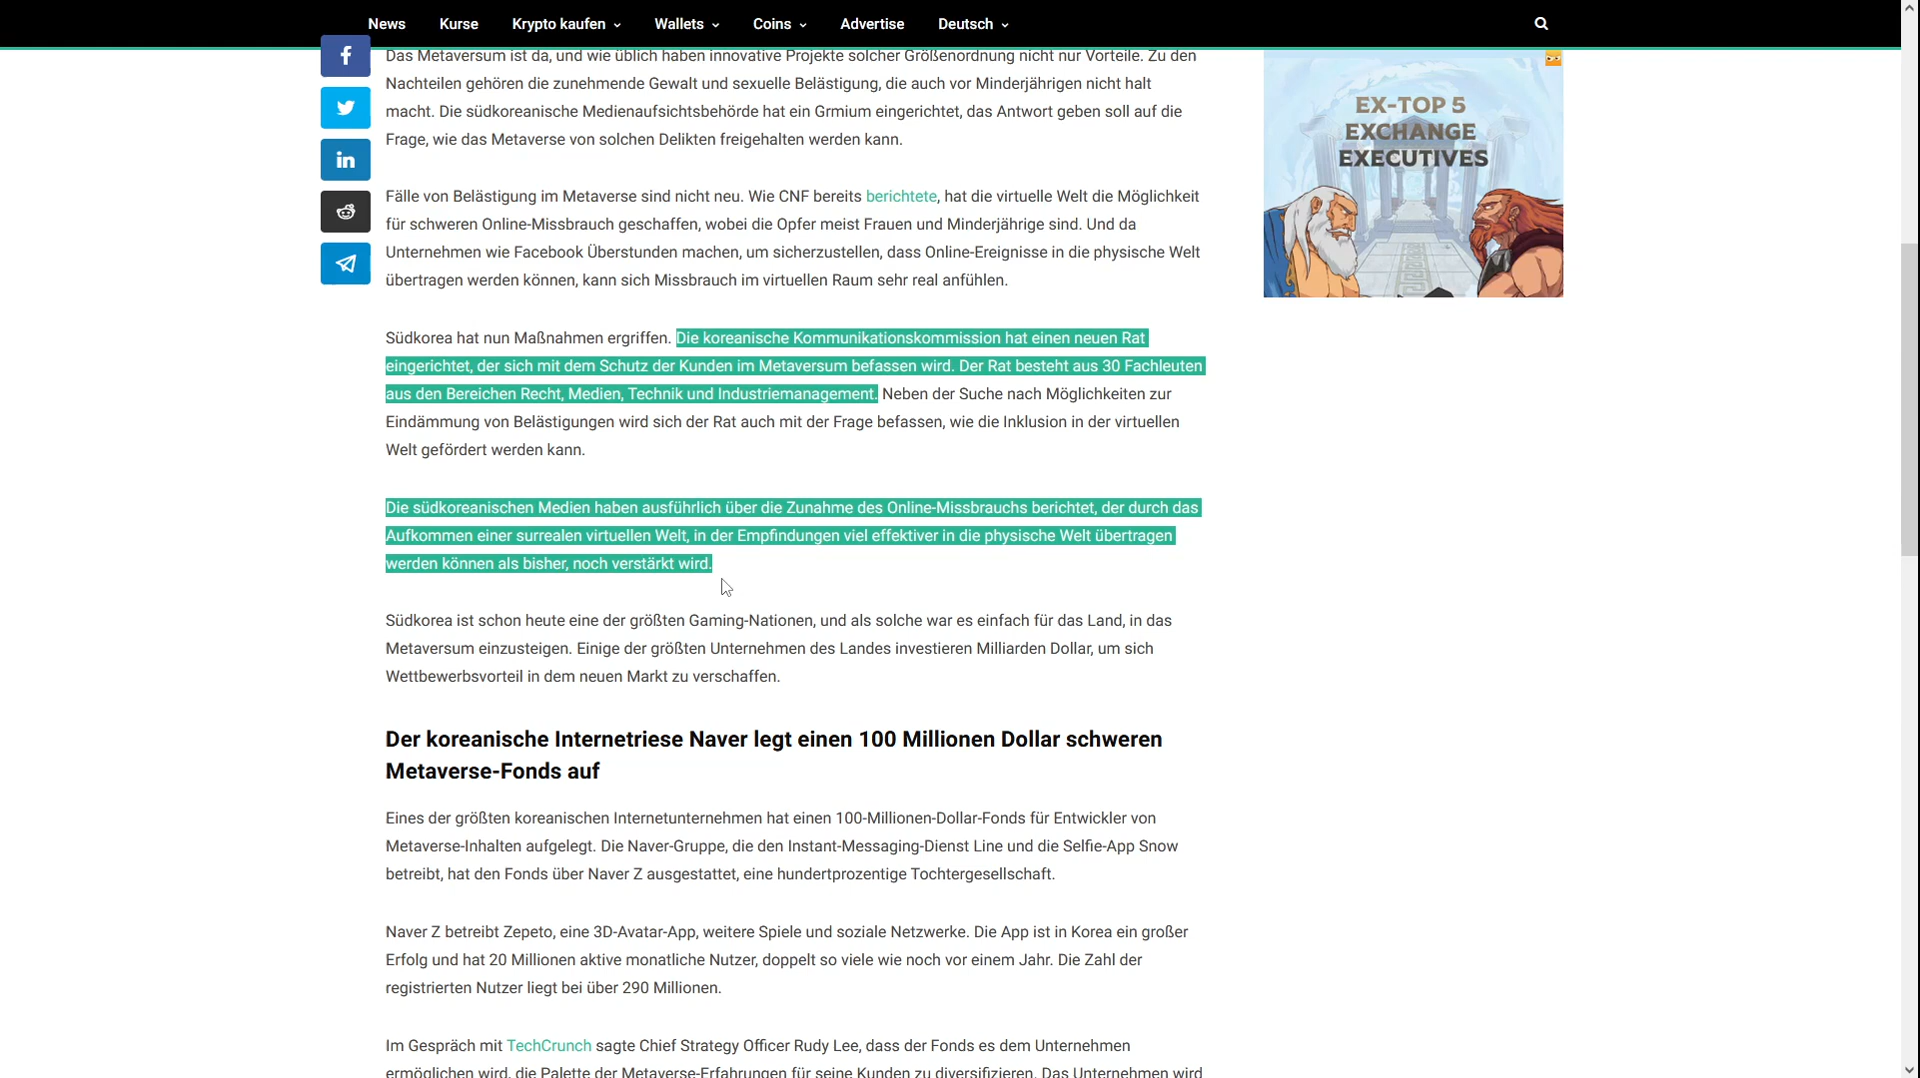 News Kurse Krypto kaufen Wallets Coins Advertise Deutsch
Das Metaversum ist da, und wie üblich haben innovative Projekte solcher Größenordnung nicht nur Vorteile. Zu den
Nachteilen gehören die zunehmende Gewalt und sexuelle Belästigung, die auch vor Minderjährigen nicht halt
macht. Die südkoreanische Medienaufsichtsbehörde hat ein Grmium eingerichtet, das Antwort geben soll auf die
Frage, wie das Metaverse von solchen Delikten freigehalten werden kann.
Fälle von Belästigung im Metaverse sind nicht neu. Wie CNF bereits berichtete, hat die virtuelle Welt die Möglichkeit
für schweren Online-Missbrauch geschaffen, wobei die Opfer meist Frauen und Minderjährige sind. Und da
Unternehmen wie Facebook Überstunden machen, um sicherzustellen, dass Online-Ereignisse in die physische Welt
übertragen werden können, kann sich Missbrauch im virtuellen Raum sehr real anfühlen.
Südkorea hat nun Maßnahmen ergriffen. Die koreanische Kommunikationskommission hat einen neuen Rat
eingerichtet, der sich mit dem Schutz der Kunden im Metaversum befassen wird. Der Rat besteht aus 30 Fachleuten
aus den Bereichen Recht, Medien, Technik und Industriemanagement. Neben der Suche nach Möglichkeiten zur
Eindämmung von Belästigungen wird sich der Rat auch mit der Frage befassen, wie die Inklusion in der virtuellen
Welt gefördert werden kann.
Die südkoreanischen Medien haben ausführlich über die Zunahme des Online-Missbrauchs berichtet, der durch das
Aufkommen einer surrealen virtuellen Welt, in der Empfindungen viel effektiver in die physische Welt übertragen
werden können als bisher, noch verstärkt wird.
Südkorea ist schon heute eine der größten Gaming-Nationen, und als solche war es einfach für das Land, in das
Metaversum einzusteigen. Einige der größten Unternehmen des Landes investieren Milliarden Dollar, um sich
Wettbewerbsvorteil in dem neuen Markt zu verschaffen.
Der koreanische Internetriese Naver legt einen 100 Millionen Dollar schweren
Metaverse-Fonds auf
Eines der größten koreanischen Internetunternehmen hat einen 100-Millionen-Dollar-Fonds für Entwickler von
Metaverse-Inhalten aufgelegt. Die Naver-Gruppe, die den Instant-Messaging-Dienst Line und die Selfie-App Snow
betreibt, hat den Fonds über Naver Z ausgestattet, eine hundertprozentige Tochtergesellschaft.
Naver Z betreibt Zepeto, eine 3D-Avatar-App, weitere Spiele und soziale Netzwerke. Die App ist in Korea ein großer
Erfolg und hat 20 Millionen aktive monatliche Nutzer, doppelt so viele wie noch vor einem Jahr. Die Zahl der
registrierten Nutzer liegt bei über 290 Millionen.
Im Gespräch mit TechCrunch sagte Chief Strategy Officer Rudy Lee, dass der Fonds es dem Unternehmen
ermöglichen wird, die Palette der Metaverse-Erfahrungen für seine Kunden zu diversifizieren. Das Unternehmen wird
EX-TOP 5
EXCHANGE
EXECUTIVES